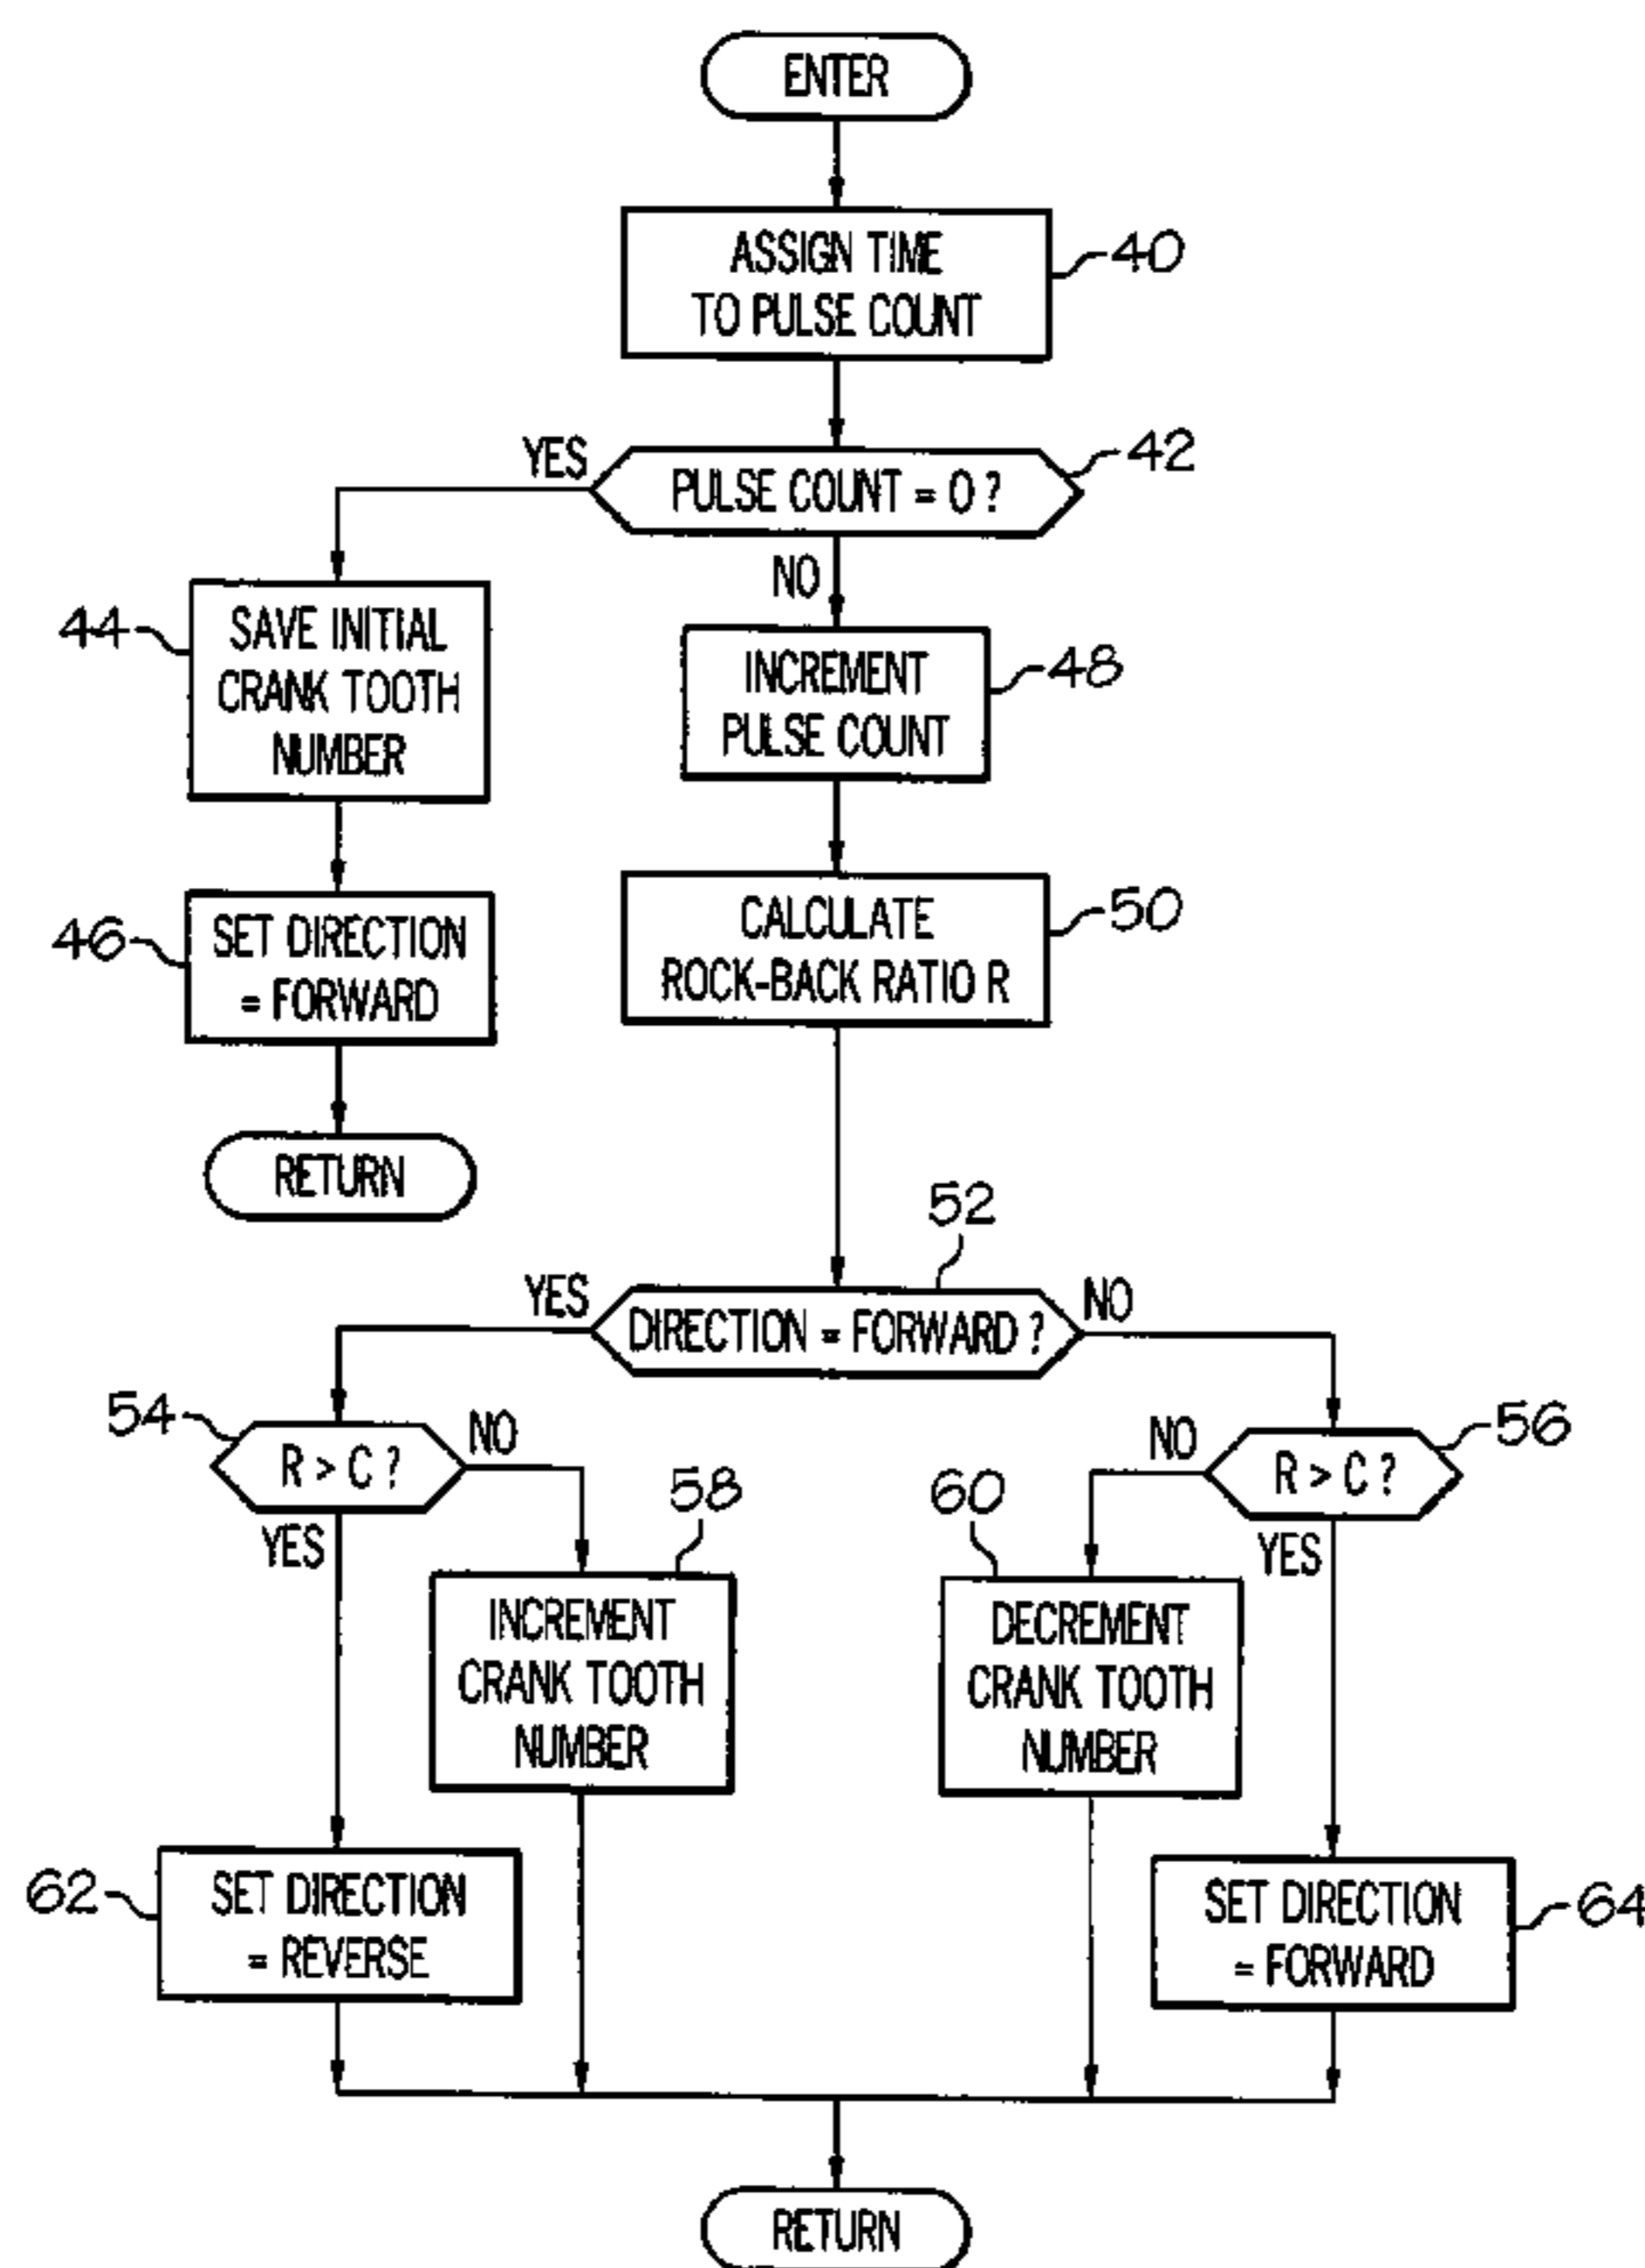 ENTER
ASSIGN TIME
TO PULSE COUNT
40
PULSE COUNT = 0 ?
42
YES
NO
SAVE INITIAL
CRANK TOOTH
NUMBER
44
INCREMENT
PULSE COUNT
48
SET DIRECTION
= FORWARD
46
CALCULATE
ROCK-BACK RATIO R
50
RETURN
52
YES
DIRECTION = FORWARD ?
NO
54
R > C ?
NO
YES
58
INCREMENT
CRANK TOOTH
NUMBER
56
R > C ?
NO
YES
60
DECREMENT
CRANK TOOTH
NUMBER
62
SET DIRECTION
= REVERSE
SET DIRECTION
= FORWARD
64
RETURN